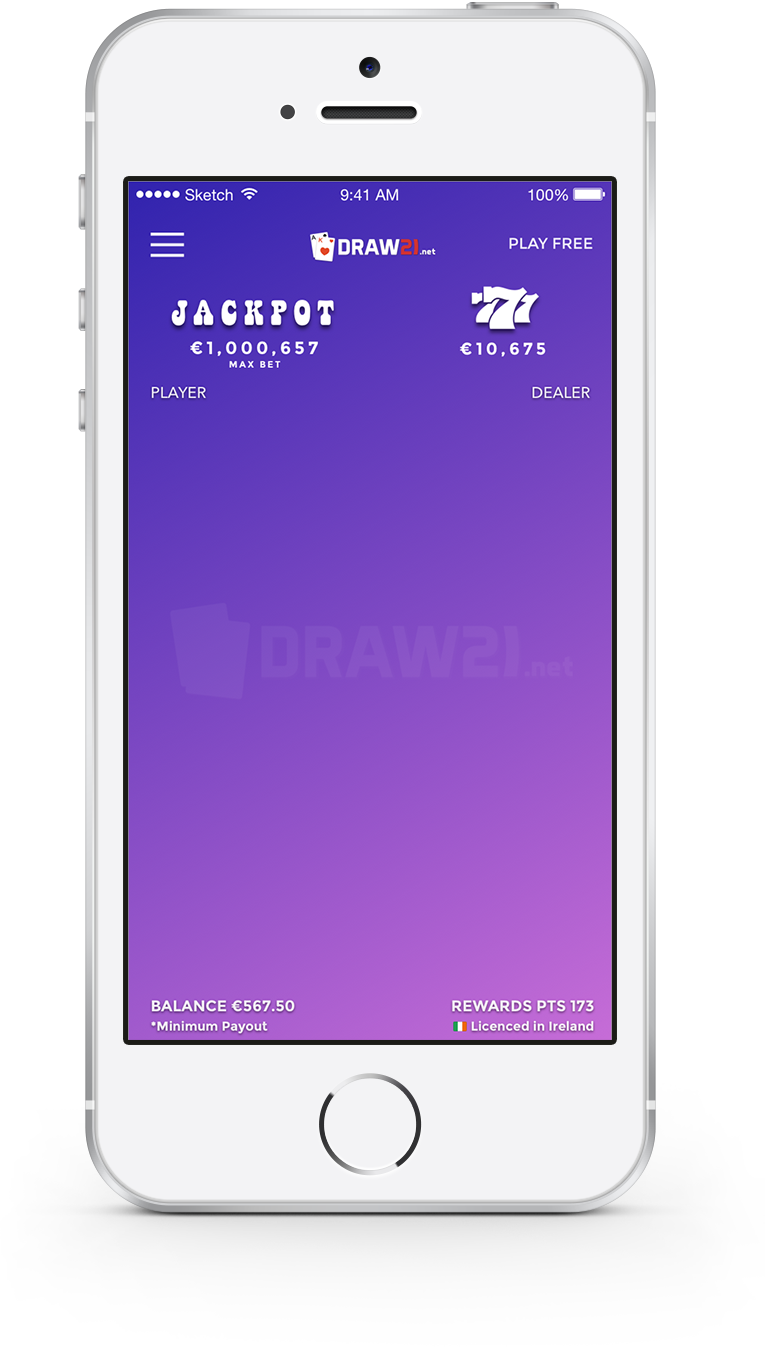 Sketch 9:41 AM 100%
DRAW21.net PLAY FREE
JACKPOT 777
€1,000,657 €10,675
MAX BET
PLAYER DEALER
DRAW21.net
BALANCE €567.50 REWARDS PTS 173
*Minimum Payout Licenced in Ireland